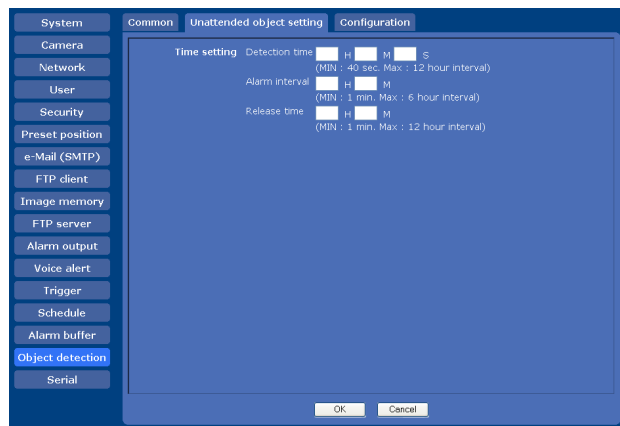 System
Camera
Network
User
Security
Preset position
e-Mail (SMTP)
FTP client
Image memory
FTP server
Alarm output
Voice alert
Trigger
Schedule
Alarm buffer
Object detection
Serial
Common Unattended object setting Configuration
Time setting Detection time H M S
(MIN : 40 sec. Max : 12 hour interval)
Alarm interval H M
(MIN : 1 min. Max : 6 hour interval)
Release time H M
(MIN : 1 min. Max : 12 hour interval)
OK Cancel